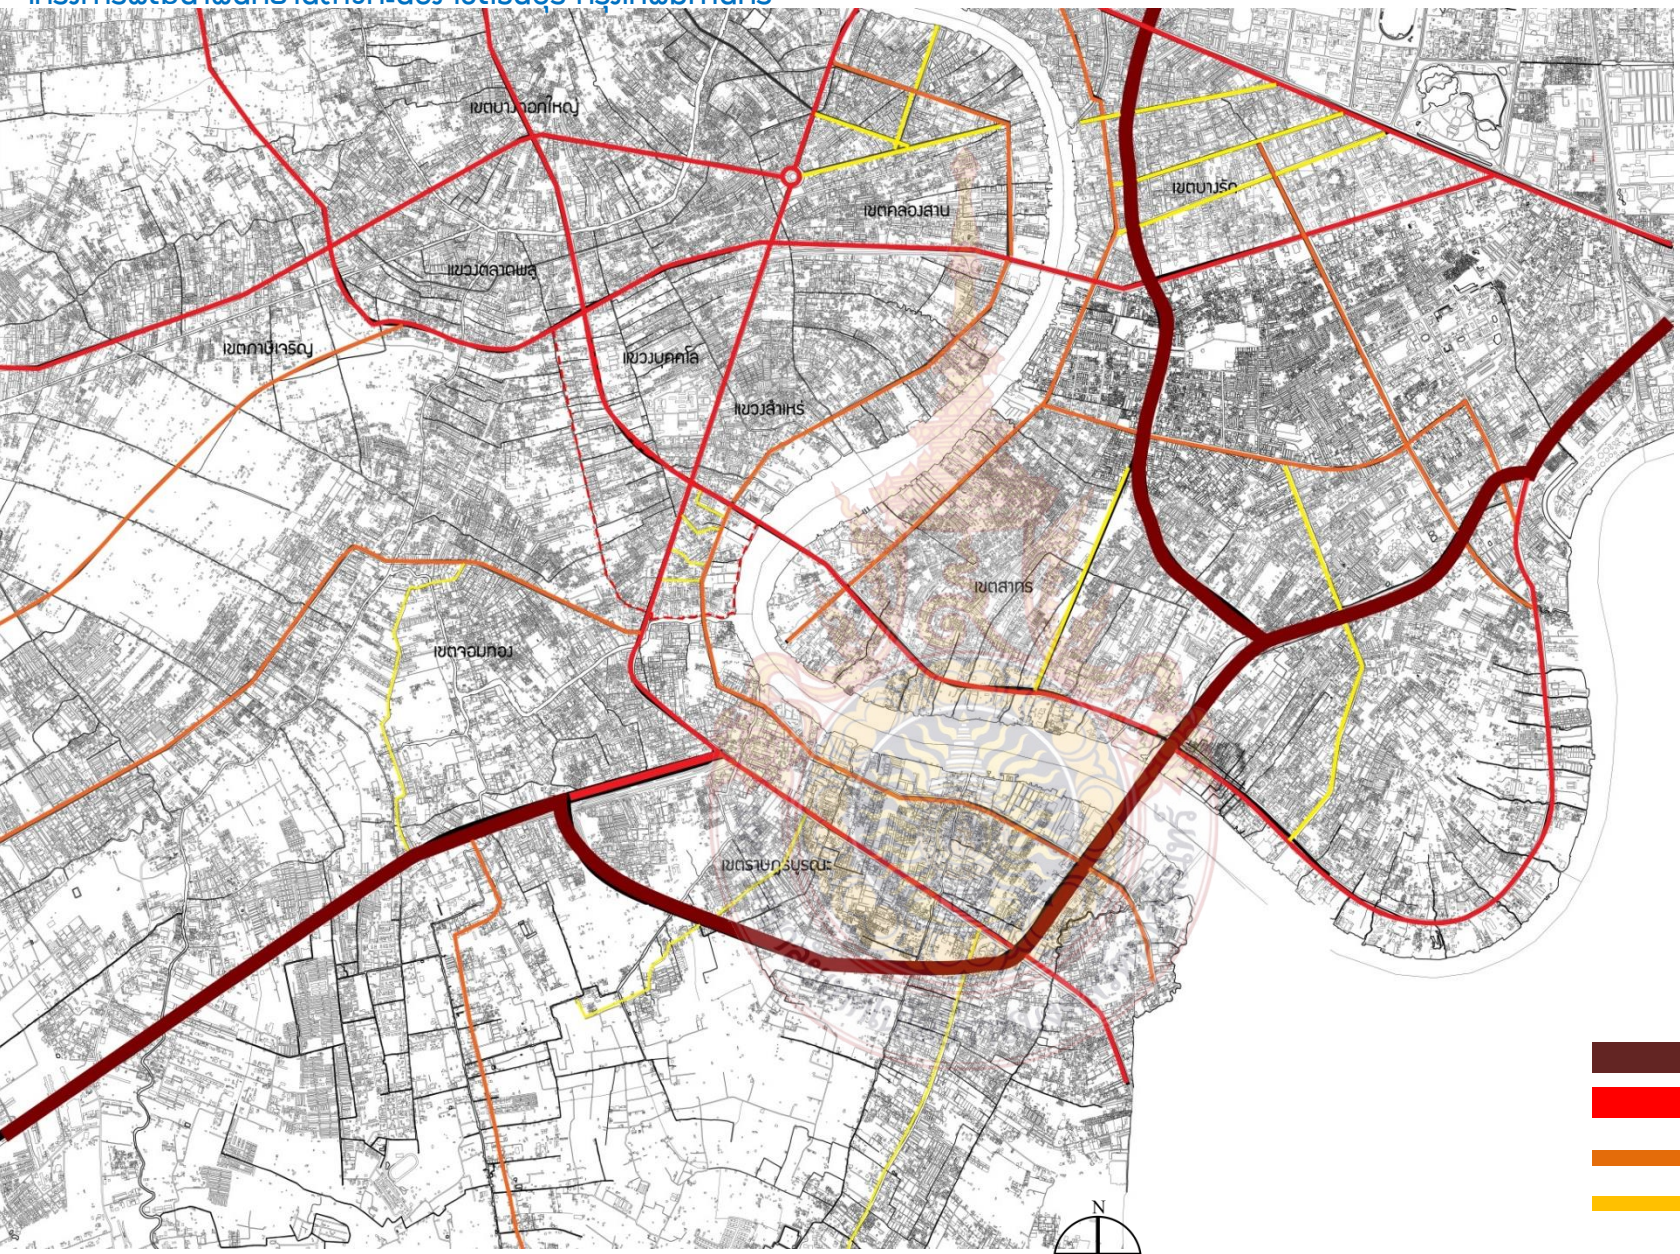 เขตบางกอกใหญ่
เขตบางรัก
เขตคลองสาน
แขวงตลาดพลู
เขตภาษีเจริญ
แขวงบุคคโล
แขวงสำเหร่
เขตสาทร
เขตจอมทอง
เขตราษฎร์บูรณะ
N